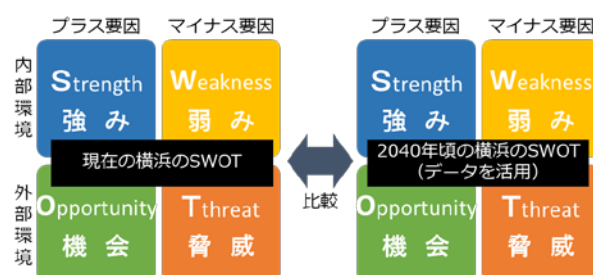 プラス要因 マイナス要因
内部環境
Strength
強み
Weakness
弱み
現在の横浜のSWOT
外部環境
Opportunity
機会
Tthreat
脅威
比較
プラス要因 マイナス要因
Strength
強み
Weakness
弱み
2040年頃の横浜のSWOT
(データを活用)
Opportunity
機会
Tthreat
脅威